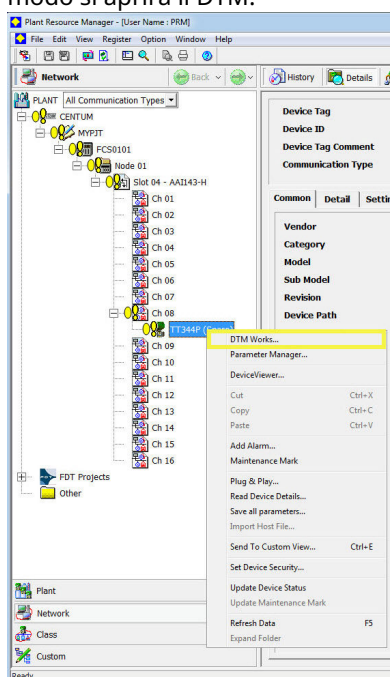 modo si aprirà il DTM.
Plant Resource Manager - [User Name : PRM]
File Edit View Register Option Window Help
Network Back History Details
PLANT All Communication Types
CENTUM
MYPJT
FCS0101
Node 01
Slot 04 - AAI143-H
Ch 01
Ch 02
Ch 03
Ch 04
Ch 05
Ch 06
Ch 07
Ch 08
TT344P
Ch 09
Ch 10
Ch 11
Ch 12
Ch 13
Ch 14
Ch 15
Ch 16
FDT Projects
Other
Device Tag
Device ID
Device Tag Comment
Communication Type
Common Detail
Vendor
Category
Model
Sub Model
Revision
Device Path
DTM Works...
Parameter Manager...
DeviceViewer...
Cut Ctrl+X
Copy Ctrl+C
Paste Ctrl+V
Add Alarm...
Maintenance Mark
Plug & Play...
Read Device Details...
Save all parameters...
Import Host File...
Send To Custom View... Ctrl+E
Set Device Security...
Update Device Status
Update Maintenance Mark
Refresh Data F5
Expand Folder
Plant
Network
Class
Custom
Ready